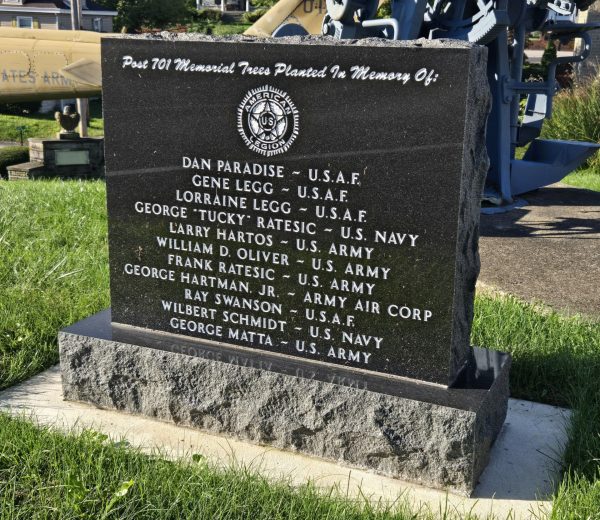 Post 701 Memorial Trees Planted In Memory Of:
AMERICAN
US
LEGION
DAN PARADISE ~ U.S.A.F.
GENE LEGG ~ U.S.A.F.
LORRAINE LEGG ~ U.S.A.F.
GEORGE "TUCKY" RATESIC ~ U.S. NAVY
LARRY HARTOS ~ U.S. ARMY
WILLIAM D. OLIVER ~ U.S. ARMY
FRANK RATESIC ~ U.S. ARMY
GEORGE HARTMAN, JR. ~ ARMY AIR CORP
RAY SWANSON ~ U.S.A.F.
WILBERT SCHMIDT ~ U.S. NAVY
GEORGE MATTA ~ U.S. ARMY
ATES ARM